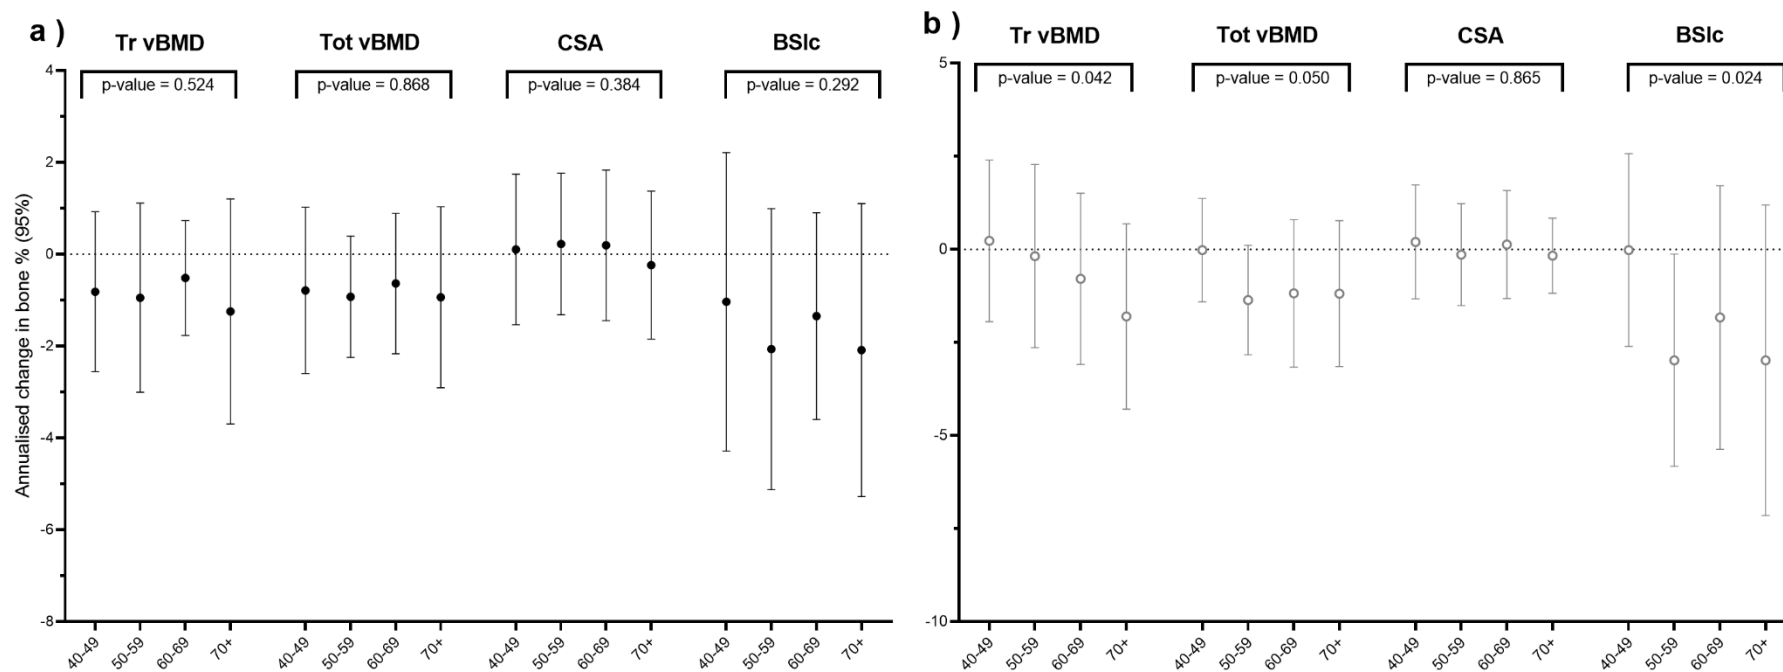 a )
Tr vBMD Tot vBMD CSA BSIc
p-value = 0.524 p-value = 0.868 p-value = 0.384 p-value = 0.292
Annualised change in bone % (95%)
4
2
0
-2
-4
-6
-8
40-49 50-59 60-69 70+ 40-49 50-59 60-69 70+ 40-49 50-59 60-69 70+ 40-49 50-59 60-69 70+
b )
Tr vBMD Tot vBMD CSA BSIc
p-value = 0.042 p-value = 0.050 p-value = 0.865 p-value = 0.024
5
0
-5
-10
40-49 50-59 60-69 70+ 40-49 50-59 60-69 70+ 40-49 50-59 60-69 70+ 40-49 50-59 60-69 70+